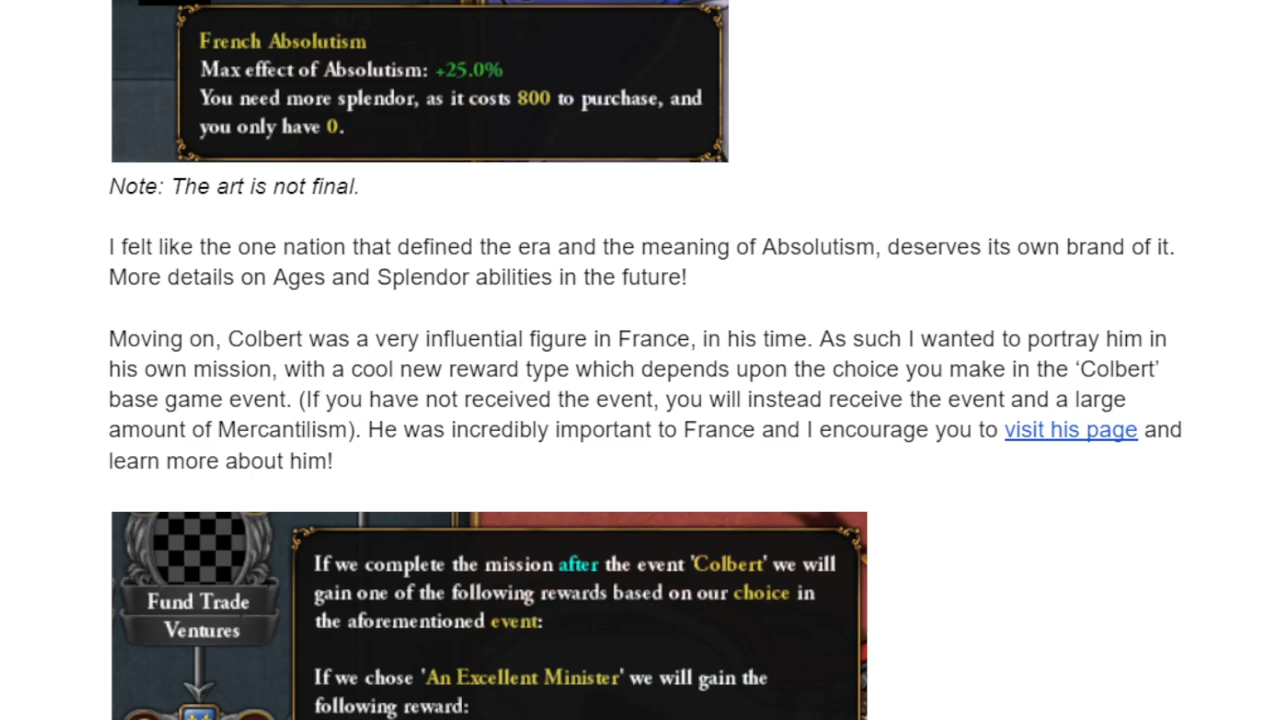 French Absolutism
Max effect of Absolutism: +25.0%
You need more splendor, as it costs 800 to purchase, and
you only have 0.
Note: The art is not final.
I felt like the one nation that defined the era and the meaning of Absolutism, deserves its own brand of it.
More details on Ages and Splendor abilities in the future!
Moving on, Colbert was a very influential figure in France, in his time. As such I wanted to portray him in
his own mission, with a cool new reward type which depends upon the choice you make in the ‘Colbert’
base game event. (If you have not received the event, you will instead receive the event and a large
amount of Mercantilism). He was incredibly important to France and I encourage you to visit his page and
learn more about him!
Fund Trade
Ventures
If we complete the mission after the event 'Colbert' we will
gain one of the following rewards based on our choice in
the aforementioned event:
If we chose 'An Excellent Minister' we will gain the
following reward: